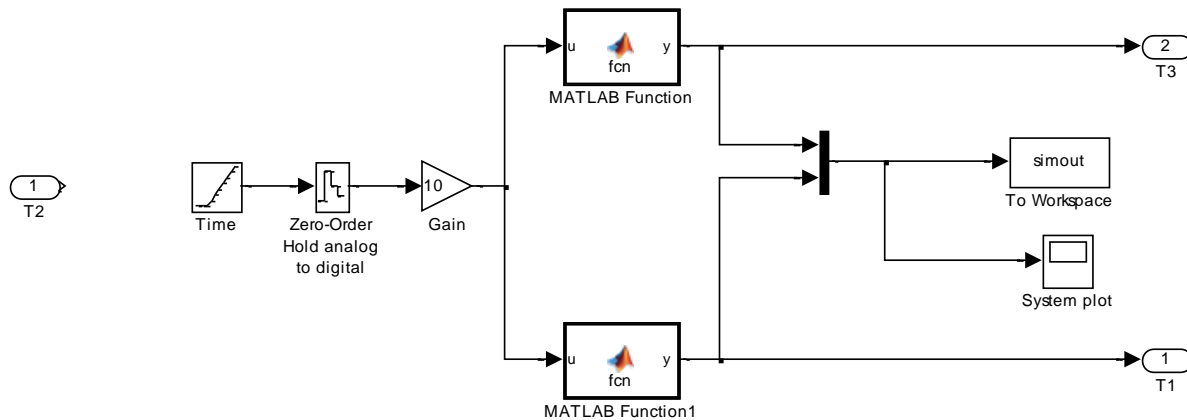 u
fcn
y
MATLAB Function
2
T3
1
T2
Time
Zero-Order
Hold analog
to digital
10
Gain
simout
To Workspace
System plot
u
fcn
y
MATLAB Function1
1
T1